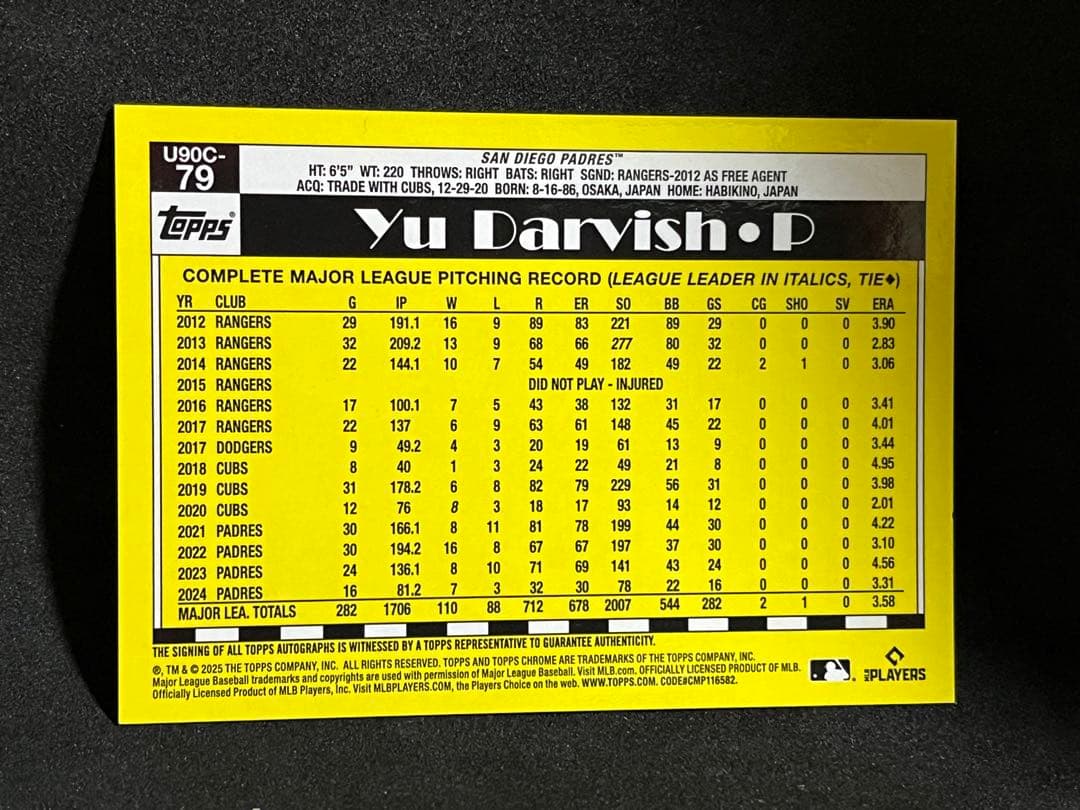 U90C-
79
SAN DIEGO PADRES™
HT: 6'5" WT: 220 THROWS: RIGHT BATS: RIGHT SGND: RANGERS-2012 AS FREE AGENT
ACQ: TRADE WITH CUBS, 12-29-20 BORN: 8-16-86, OSAKA, JAPAN HOME: HABIKINO, JAPAN
Topps®
Yu Darvish • P
COMPLETE MAJOR LEAGUE PITCHING RECORD (LEAGUE LEADER IN ITALICS, TIE◆)
YR CLUB G IP W L R ER SO BB GS CG SHO SV ERA
2012 RANGERS 29 191.1 16 9 89 83 221 89 29 0 0 0 3.90
2013 RANGERS 32 209.2 13 9 68 66 277 80 32 0 0 0 2.83
2014 RANGERS 22 144.1 10 7 54 49 182 49 22 2 1 0 3.06
2015 RANGERS DID NOT PLAY - INJURED
2016 RANGERS 17 100.1 7 5 43 38 132 31 17 0 0 0 3.41
2017 RANGERS 22 137 6 9 63 61 148 45 22 0 0 0 4.01
2017 DODGERS 9 49.2 4 3 20 19 61 13 9 0 0 0 3.44
2018 CUBS 8 40 1 3 24 22 49 21 8 0 0 0 4.95
2019 CUBS 31 178.2 6 8 82 79 229 56 31 0 0 0 3.98
2020 CUBS 12 76 8 3 18 17 93 14 12 0 0 0 2.01
2021 PADRES 30 166.1 8 11 81 78 199 44 30 0 0 0 4.22
2022 PADRES 30 194.2 16 8 67 67 197 37 30 0 0 0 3.10
2023 PADRES 24 136.1 8 10 71 69 141 43 24 0 0 0 4.56
2024 PADRES 16 81.2 7 3 32 30 78 22 16 0 0 0 3.31
MAJOR LEA. TOTALS 282 1706 110 88 712 678 2007 544 282 2 1 0 3.58
THE SIGNING OF ALL TOPPS AUTOGRAPHS IS WITNESSED BY A TOPPS REPRESENTATIVE TO GUARANTEE AUTHENTICITY.
®, TM & © 2025 THE TOPPS COMPANY, INC. ALL RIGHTS RESERVED. TOPPS AND TOPPS CHROME ARE TRADEMARKS OF THE TOPPS COMPANY, INC.
Major League Baseball trademarks and copyrights are used with permission of Major League Baseball. Visit MLB.com. OFFICIALLY LICENSED PRODUCT OF MLB.
Officially Licensed Product of MLB Players, Inc. Visit MLBPLAYERS.COM, the Players Choice on the web. WWW.TOPPS.COM. CODE#CMP116582.
MLB PLAYERS